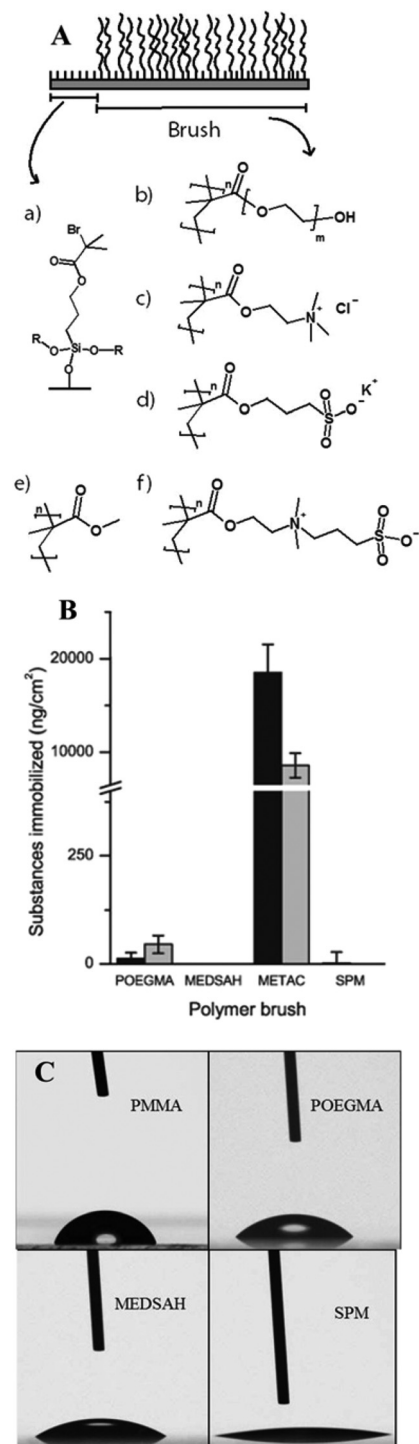 A
Brush
a)
Br
O
O
R
O
Si
O
R
O
b)
n
O
O
m
OH
c)
n
O
O
N+
Cl−
d)
n
O
O
S
O
O
O−
K+
e)
n
O
O
f)
n
O
O
N+
S
O
O
O−
B
Substances immobilized (ng/cm²)
20000
10000
250
0
POEGMA MEDSAH METAC SPM
Polymer brush
C
PMMA
POEGMA
MEDSAH
SPM